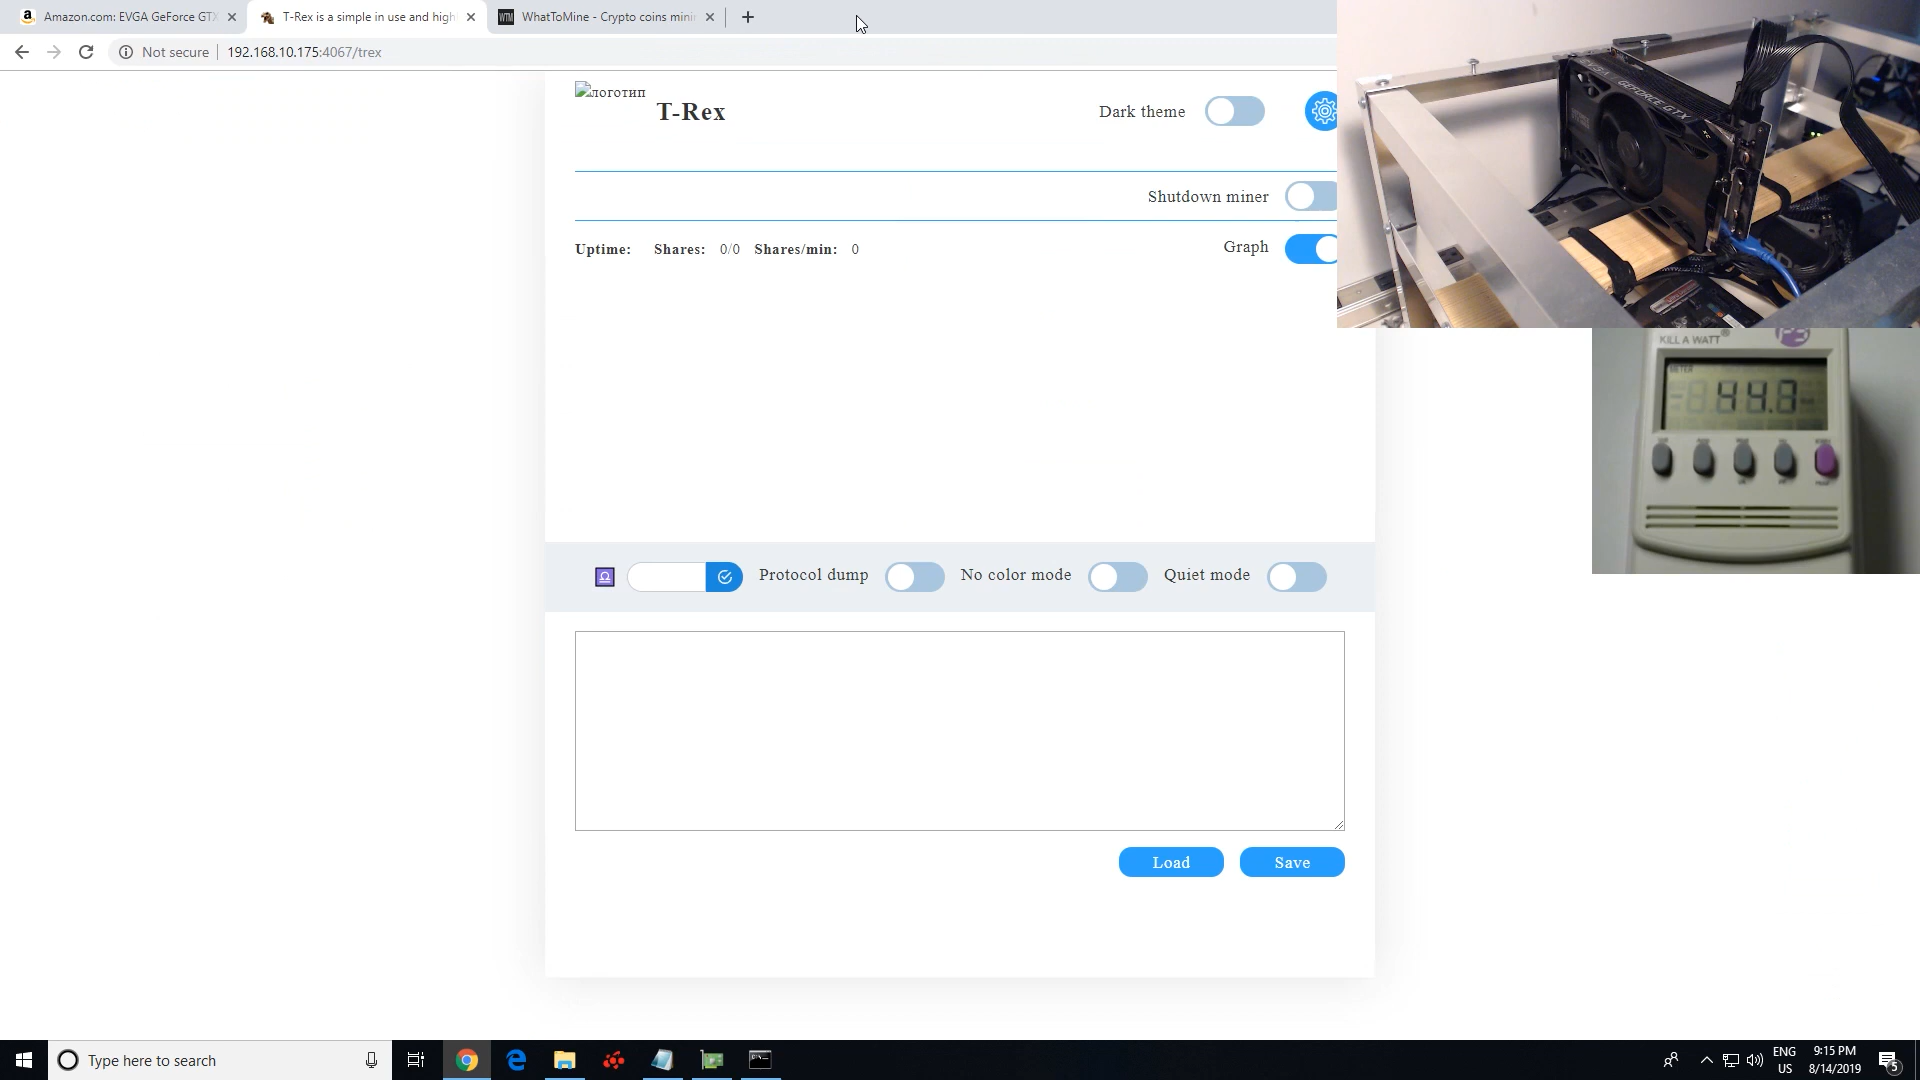 Amazon.com: EVGA GeForce GTX
T-Rex is a simple in use and high
WhatToMine - Crypto coins mini
Not secure
192.168.10.175:4067/trex
логотип
T-Rex
Dark theme
Shutdown miner
Uptime: Shares: 0/0 Shares/min: 0
Graph
GEFORCE GTX
KILL A WATT®
44.8
Protocol dump
No color mode
Quiet mode
Load
Save
Type here to search
ENG
US
9:15 PM
8/14/2019
5